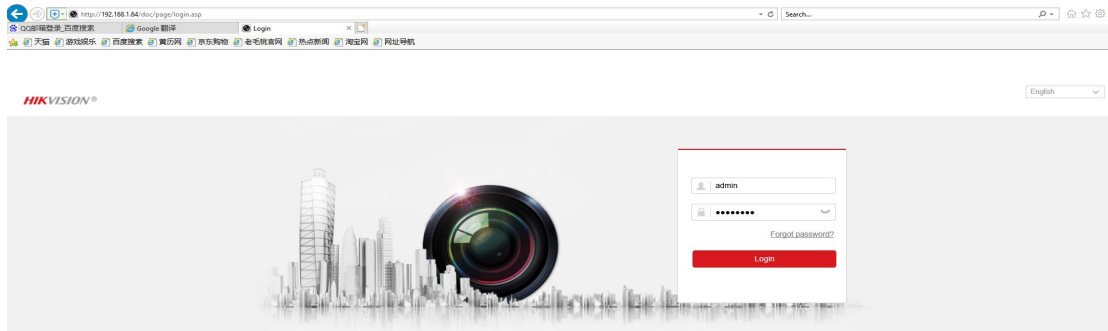 http://192.168.1.64/doc/page/login.asp
Search...
QQ邮箱登录_百度搜索
Google 翻译
Login
天猫 游戏娱乐 百度搜索 黄历网 京东购物 老毛桃官网 热点新闻 淘宝网 网址导航
HIKVISION®
English
admin
••••••••
Forgot password?
Login